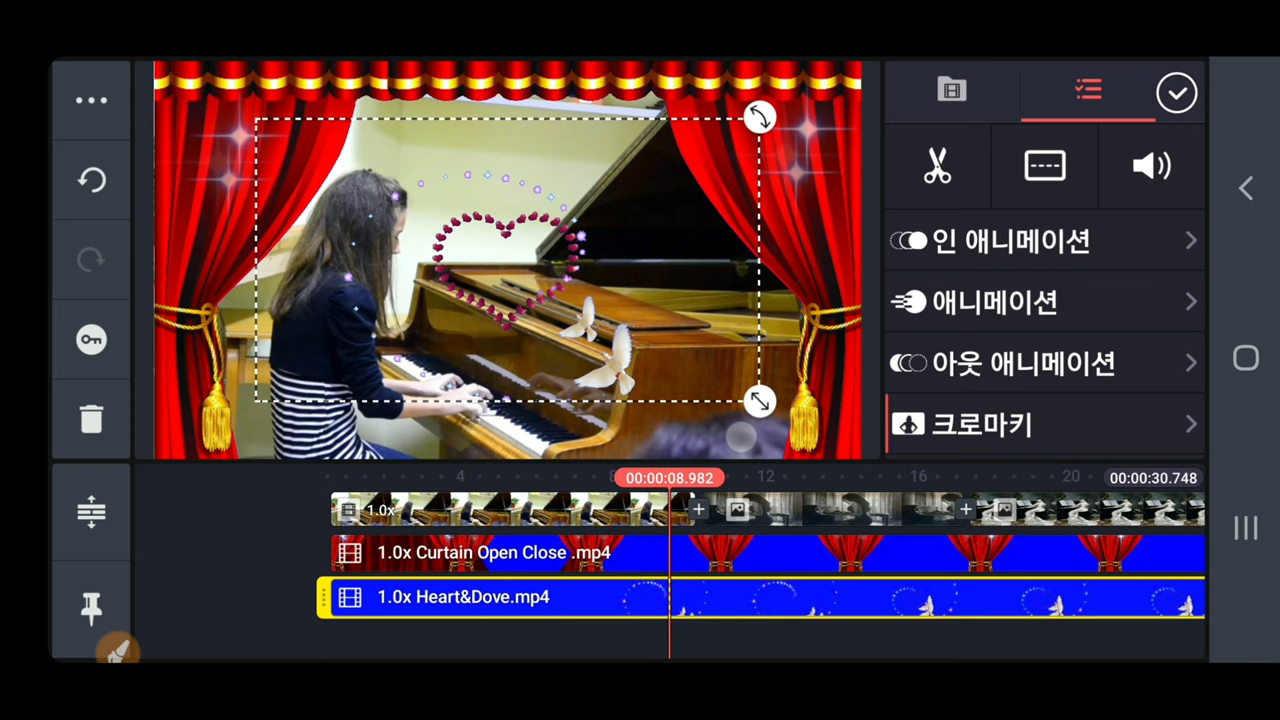 인 애니메이션
애니메이션
아웃 애니메이션
크로마키
4
8
00:00:08.982
12
16
20
00:00:30.748
1.0x
1.0x Curtain Open Close .mp4
1.0x Heart&Dove.mp4